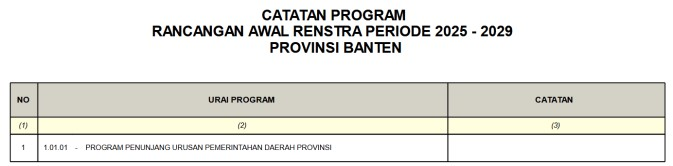 CATATAN PROGRAM
RANCANGAN AWAL RENSTRA PERIODE 2025 - 2029
PROVINSI BANTEN
NO URAI PROGRAM CATATAN
(1) (2) (3)
1 1.01.01 - PROGRAM PENUNJANG URUSAN PEMERINTAHAN DAERAH PROVINSI